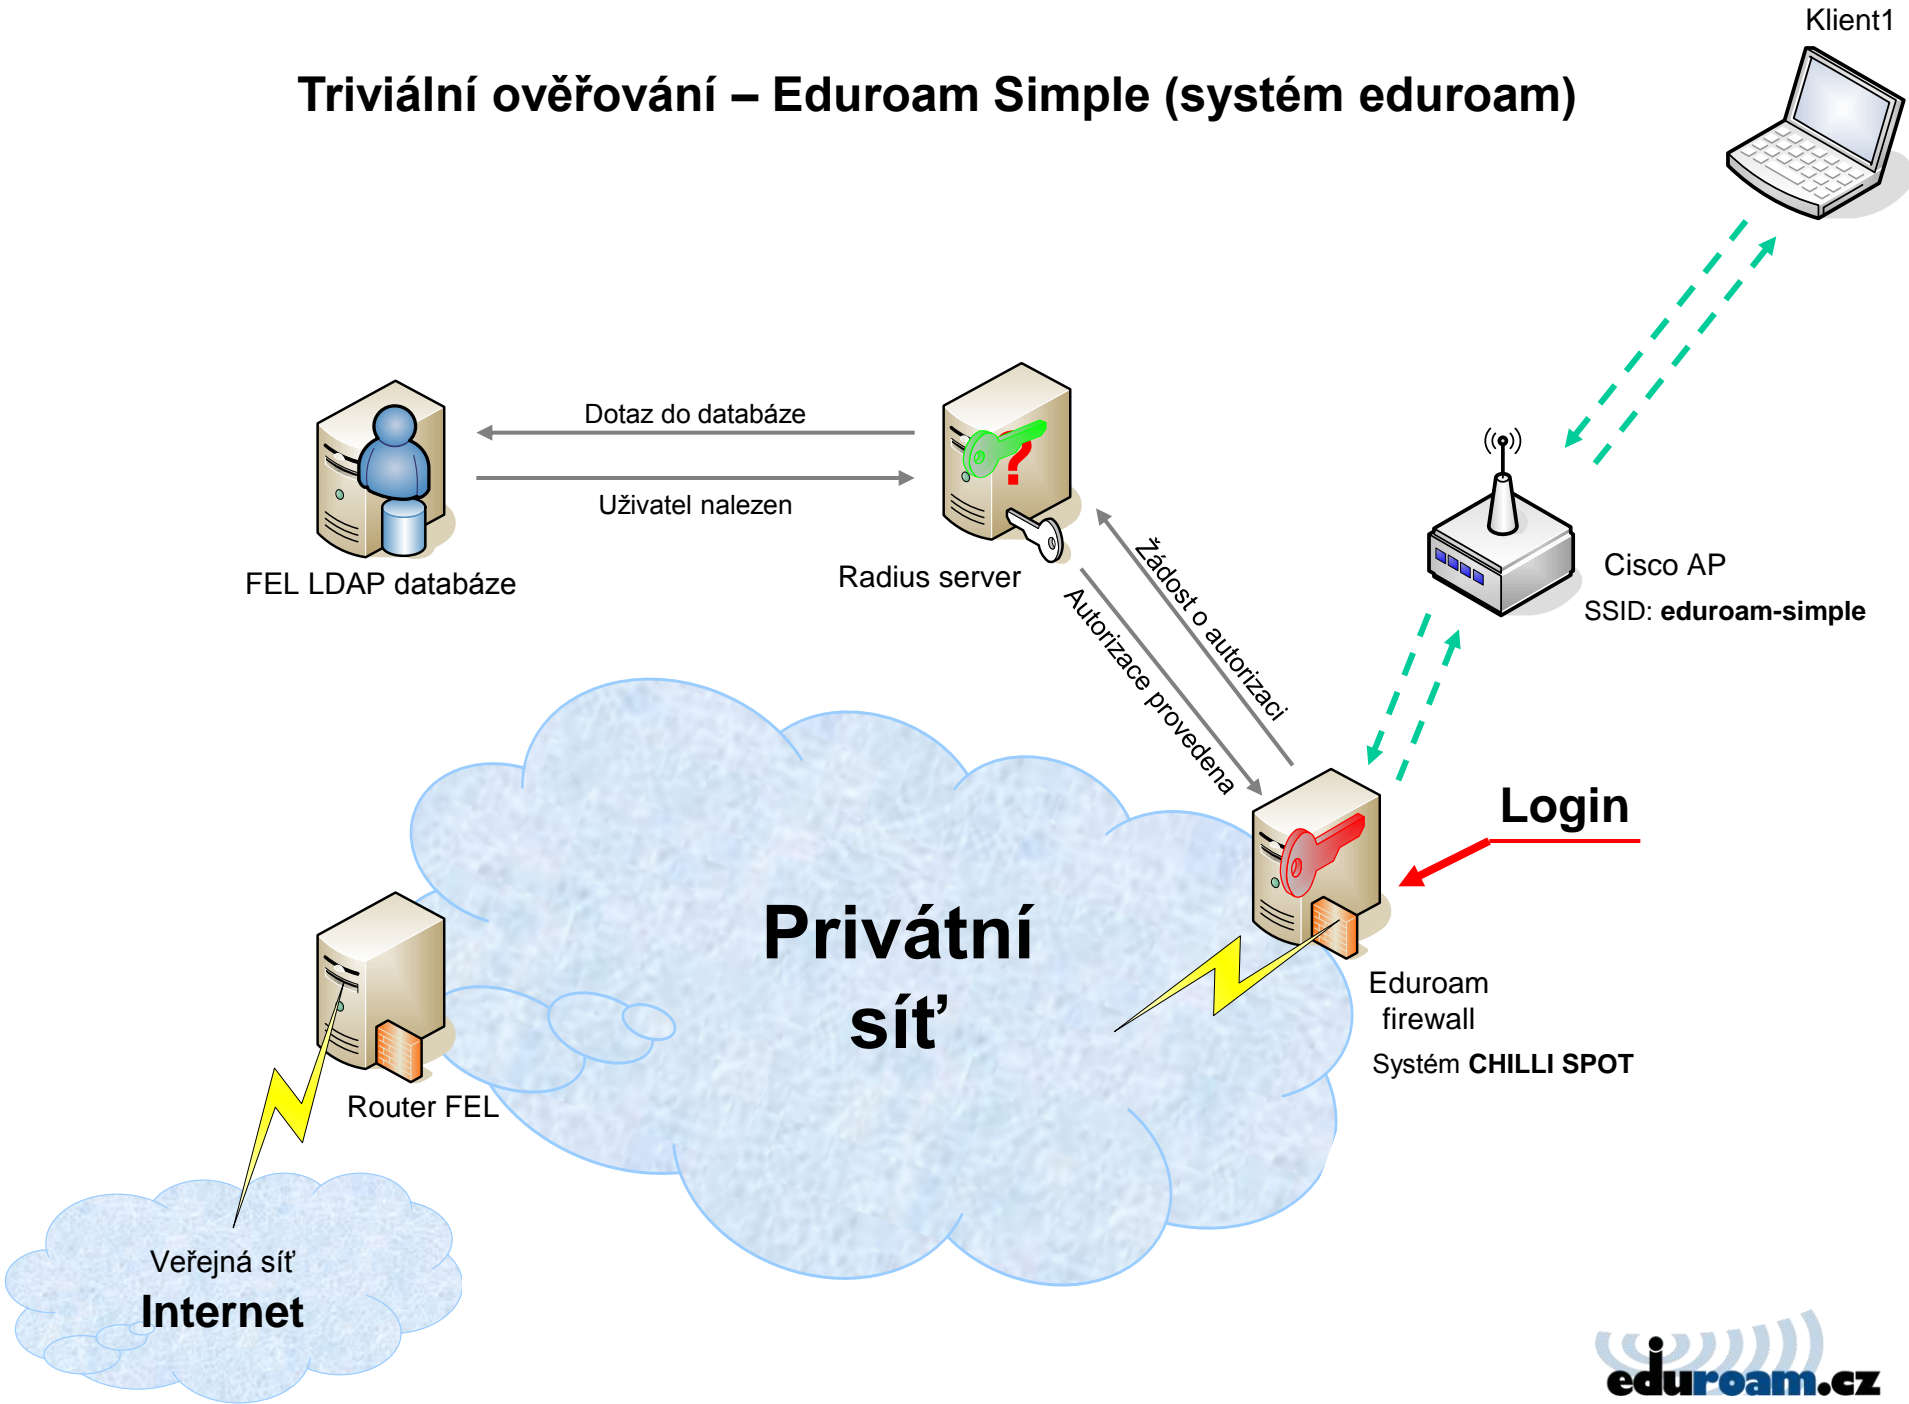 Klient1
Triviální ověřování – Eduroam Simple (systém eduroam)
Dotaz do databáze
Uživatel nalezen
FEL LDAP databáze
Radius server
Žádost o autorizaci
Autorizace provedena
Cisco AP
SSID: eduroam-simple
Login
Privátní
síť
Eduroam
firewall
Systém CHILLI SPOT
Router FEL
Veřejná síť
Internet
eduroam.cz